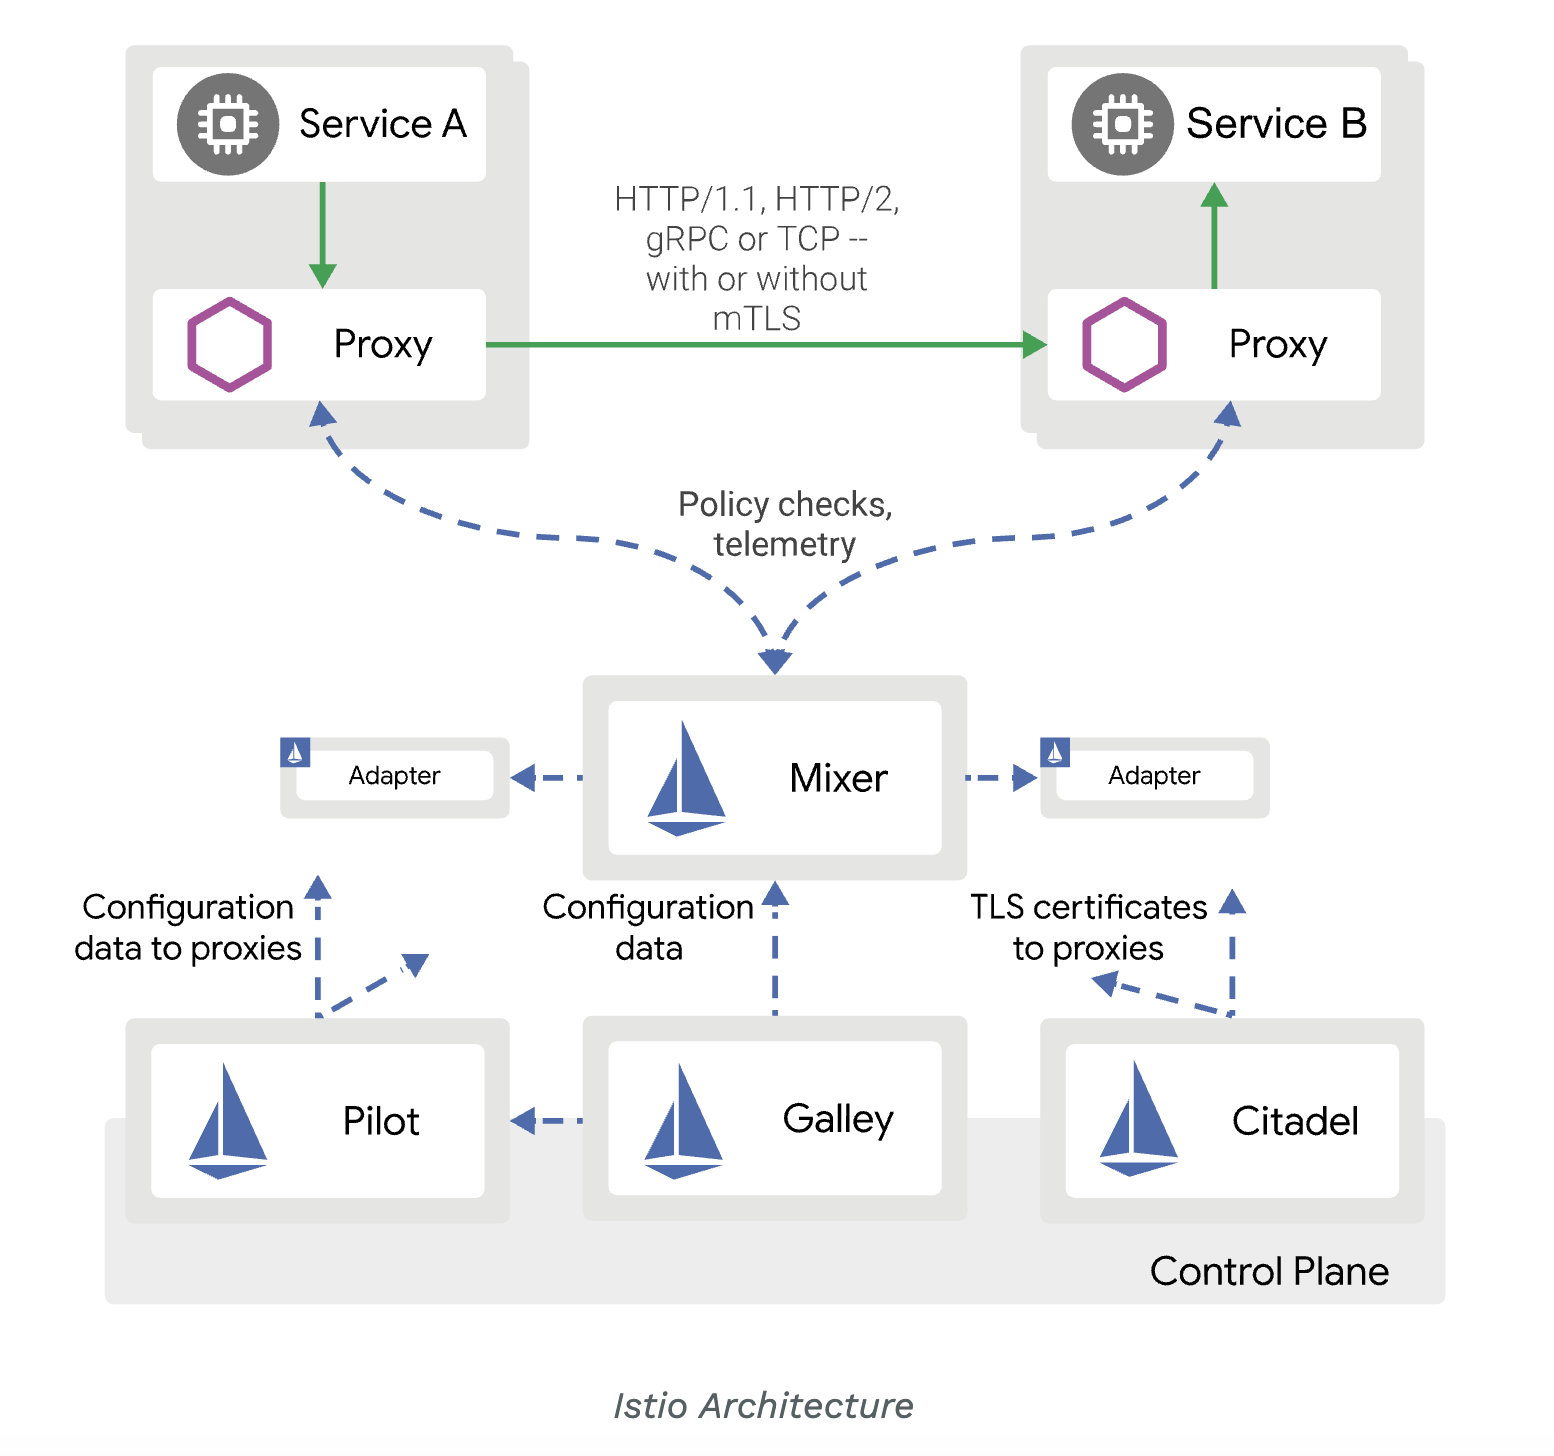 Service A
Service B
HTTP/1.1, HTTP/2,
gRPC or TCP --
with or without
mTLS
Proxy
Proxy
Policy checks,
telemetry
Adapter
Mixer
Adapter
Configuration
data to proxies
Configuration
data
TLS certificates
to proxies
Pilot
Galley
Citadel
Control Plane
Istio Architecture